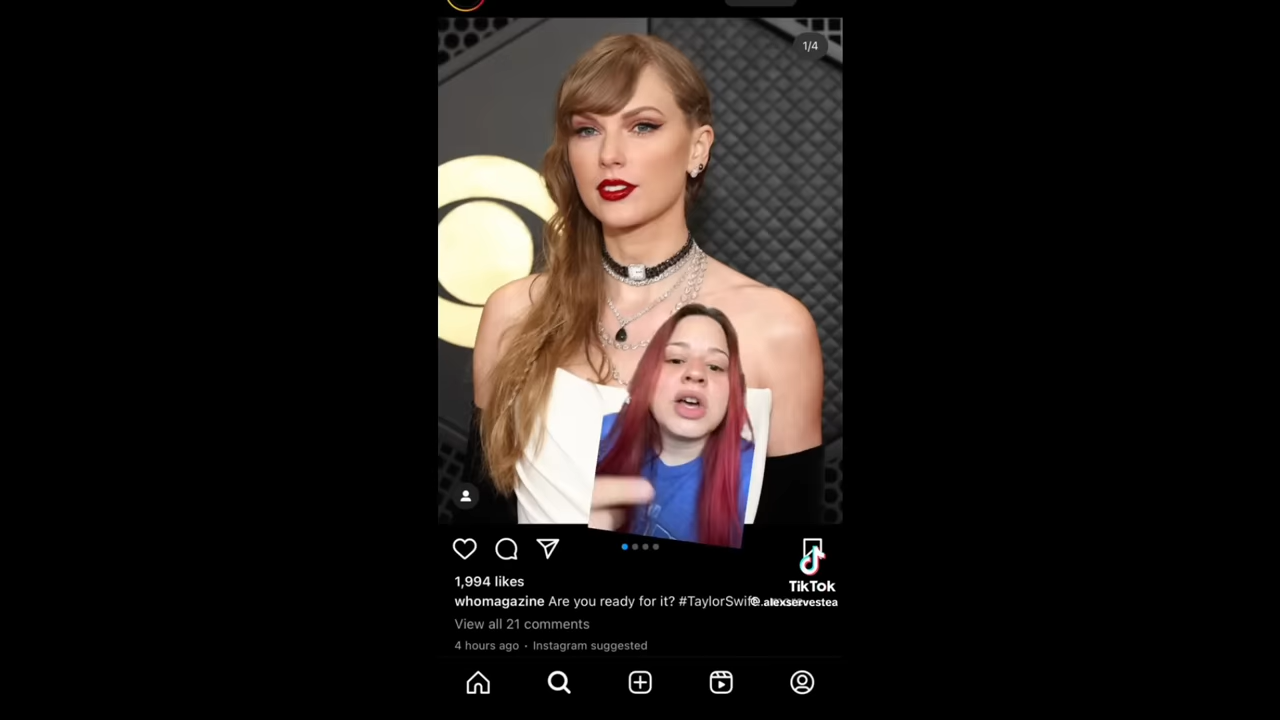 1/4
1,994 likes
whomagazine Are you ready for it? #TaylorSwift
View all 21 comments
4 hours ago · Instagram suggested
TikTok
.alexservestea